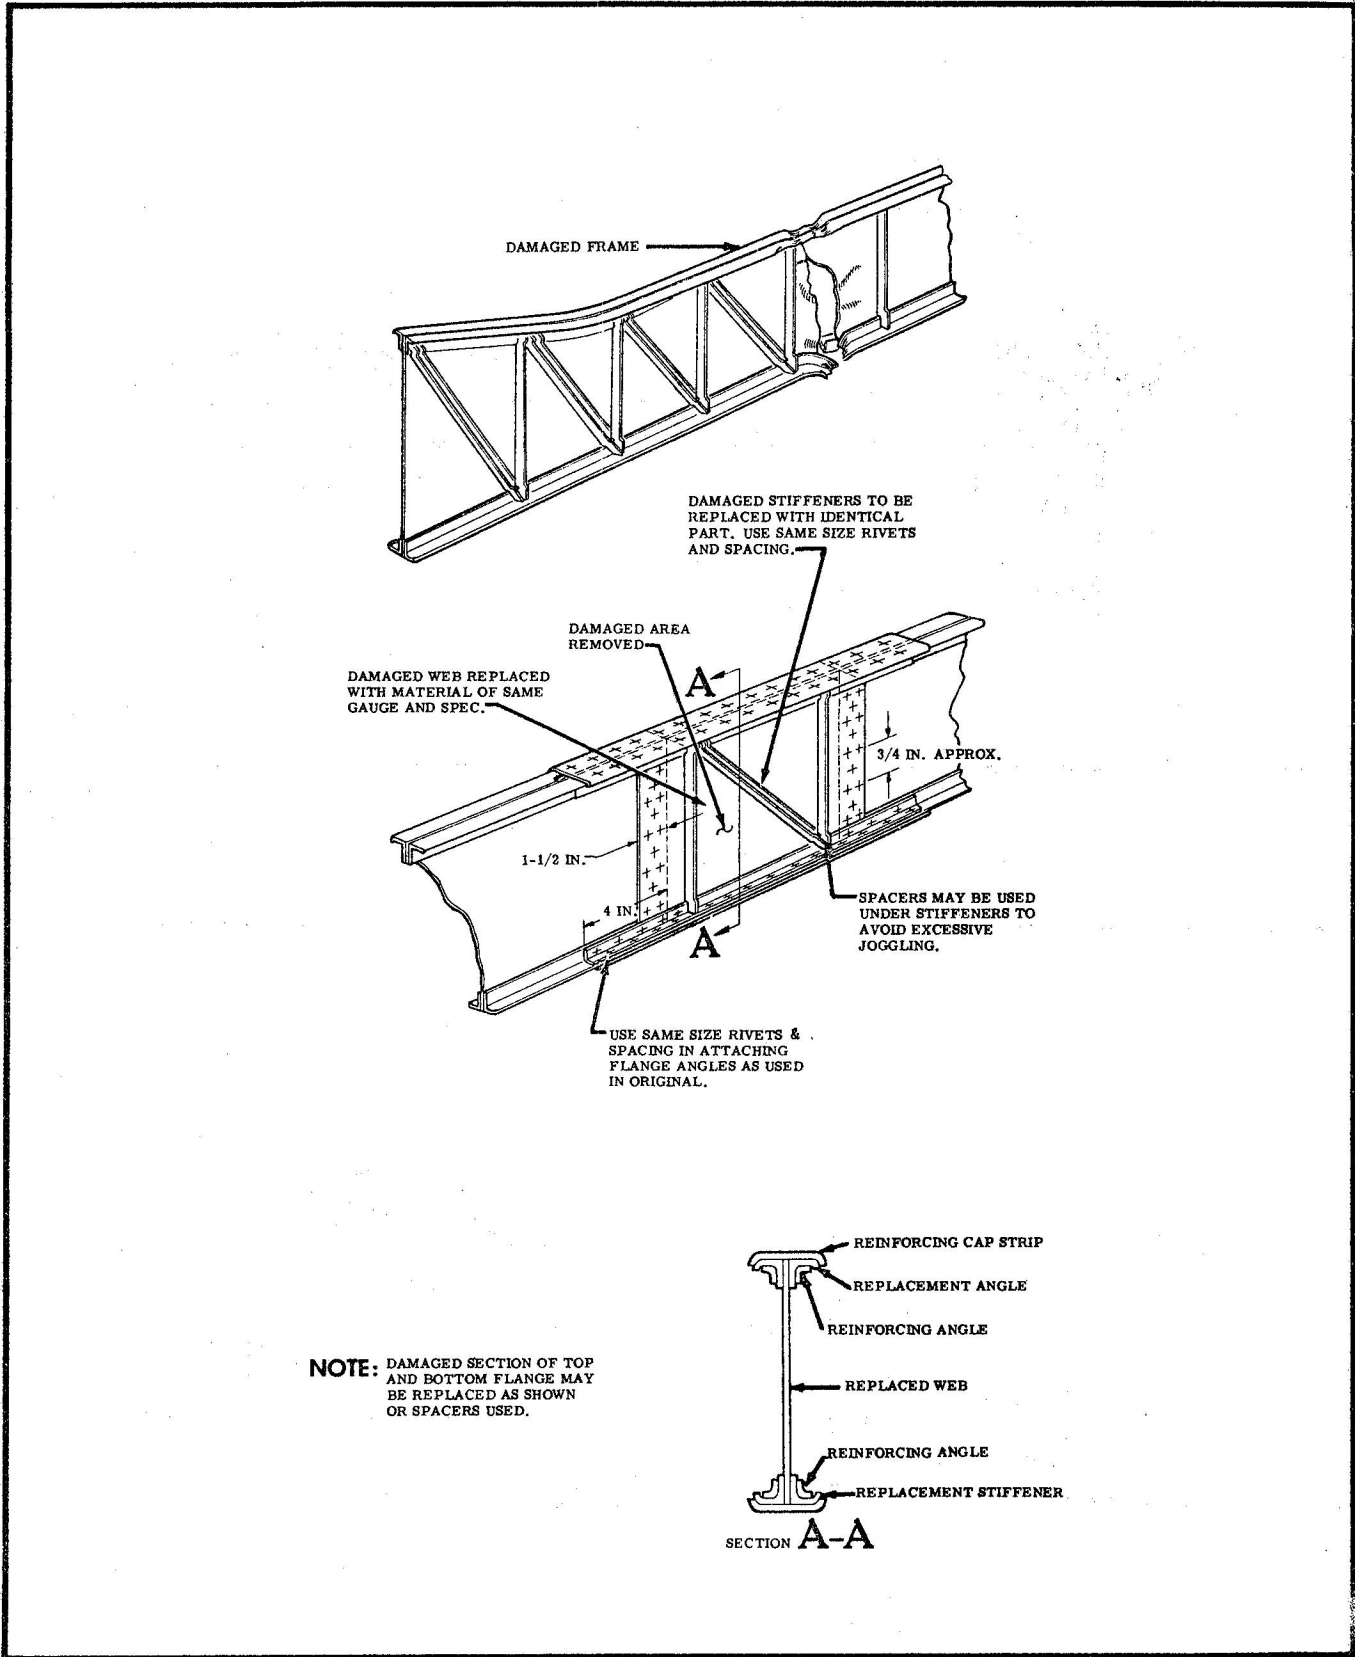 DAMAGED FRAME
DAMAGED STIFFENERS TO BE
REPLACED WITH IDENTICAL
PART. USE SAME SIZE RIVETS
AND SPACING.
DAMAGED AREA
REMOVED
DAMAGED WEB REPLACED
WITH MATERIAL OF SAME
GAUGE AND SPEC.
A
3/4 IN. APPROX.
1-1/2 IN.
4 IN.
SPACERS MAY BE USED
UNDER STIFFENERS TO
AVOID EXCESSIVE
JOGGLING.
A
USE SAME SIZE RIVETS &
SPACING IN ATTACHING
FLANGE ANGLES AS USED
IN ORIGINAL.
REINFORCING CAP STRIP
REPLACEMENT ANGLE
REINFORCING ANGLE
NOTE: DAMAGED SECTION OF TOP
AND BOTTOM FLANGE MAY
BE REPLACED AS SHOWN
OR SPACERS USED.
REPLACED WEB
REINFORCING ANGLE
REPLACEMENT STIFFENER
SECTION A-A